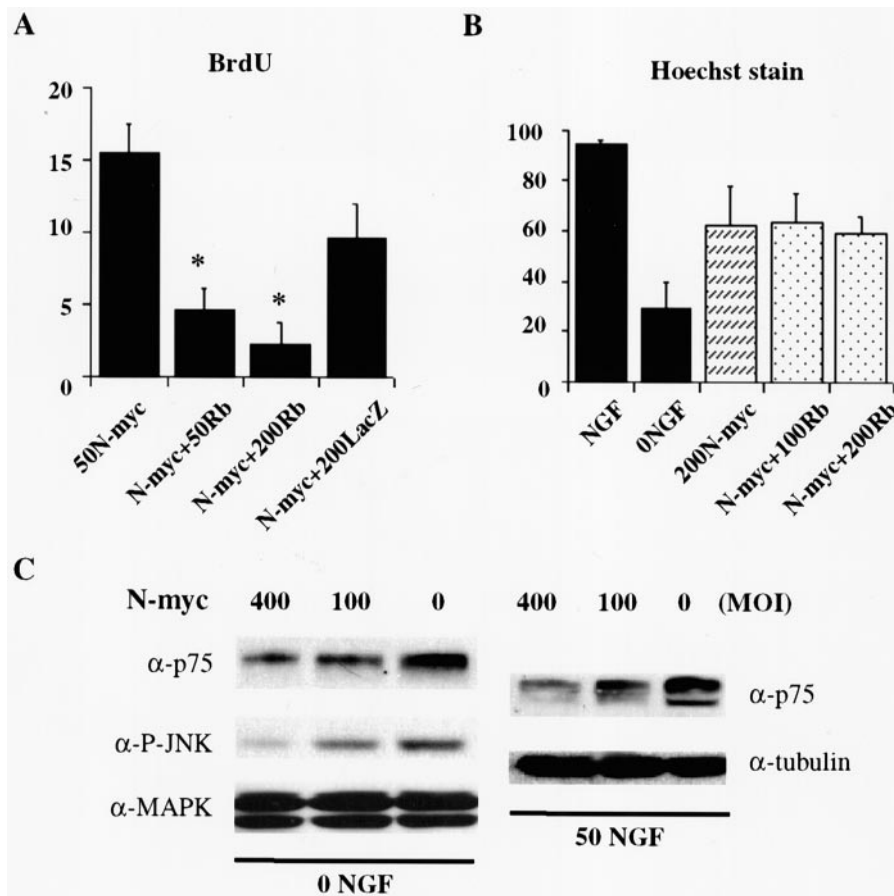 A
BrdU
20
15
10
5
0
50N-myc
N-myc+50Rb
*
N-myc+200Rb
*
N-myc+200LacZ
B
Hoechst stain
100
80
60
40
20
0
NGF
0NGF
200N-myc
N-myc+100Rb
N-myc+200Rb
C
N-myc 400 100 0
α-p75
α-P-JNK
α-MAPK
0 NGF
400 100 0 (MOI)
α-p75
α-tubulin
50 NGF